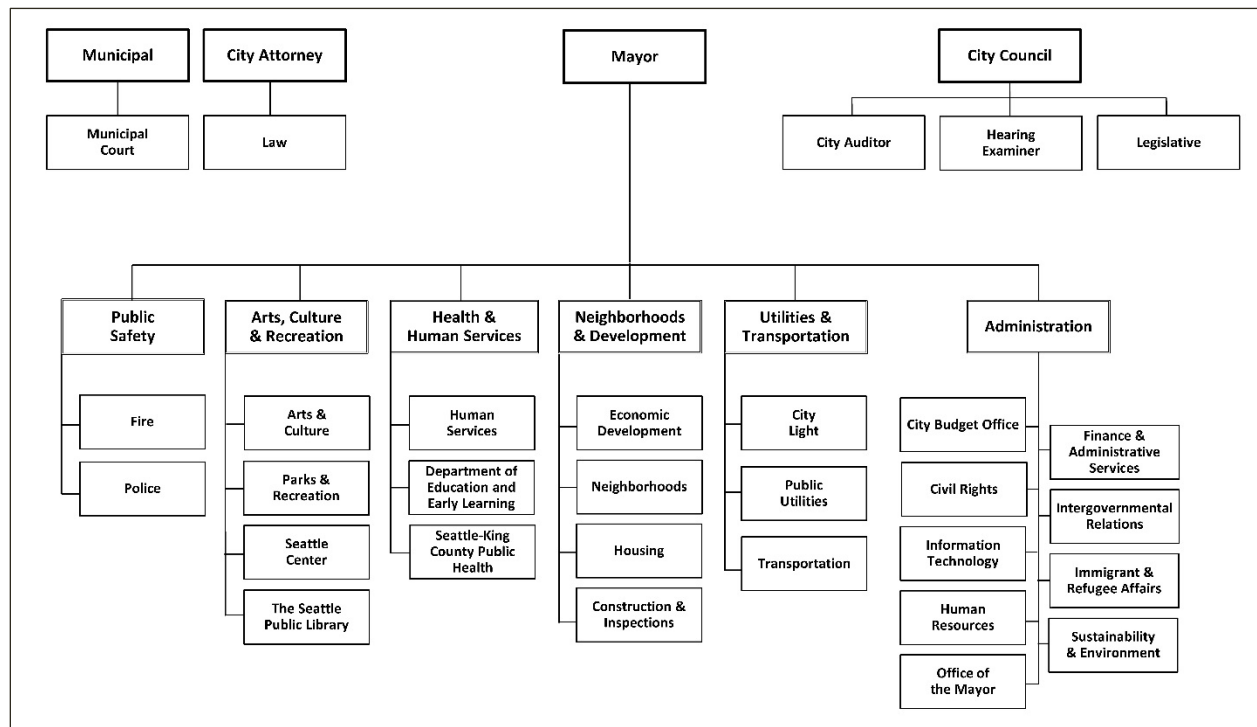 Municipal
City Attorney
Mayor
City Council
Municipal
Court
Law
City Auditor
Hearing
Examiner
Legislative
Public
Safety
Arts, Culture
& Recreation
Health &
Human Services
Neighborhoods
& Development
Utilities &
Transportation
Administration
Fire
Police
Arts &
Culture
Parks &
Recreation
Seattle
Center
The Seattle
Public Library
Human
Services
Department of
Education and
Early Learning
Seattle-King
County Public
Health
Economic
Development
Neighborhoods
Housing
Construction &
Inspections
City
Light
Public
Utilities
Transportation
City Budget Office
Civil Rights
Information
Technology
Human
Resources
Office of
the Mayor
Finance &
Administrative
Services
Intergovernmental
Relations
Immigrant &
Refugee Affairs
Sustainability
& Environment